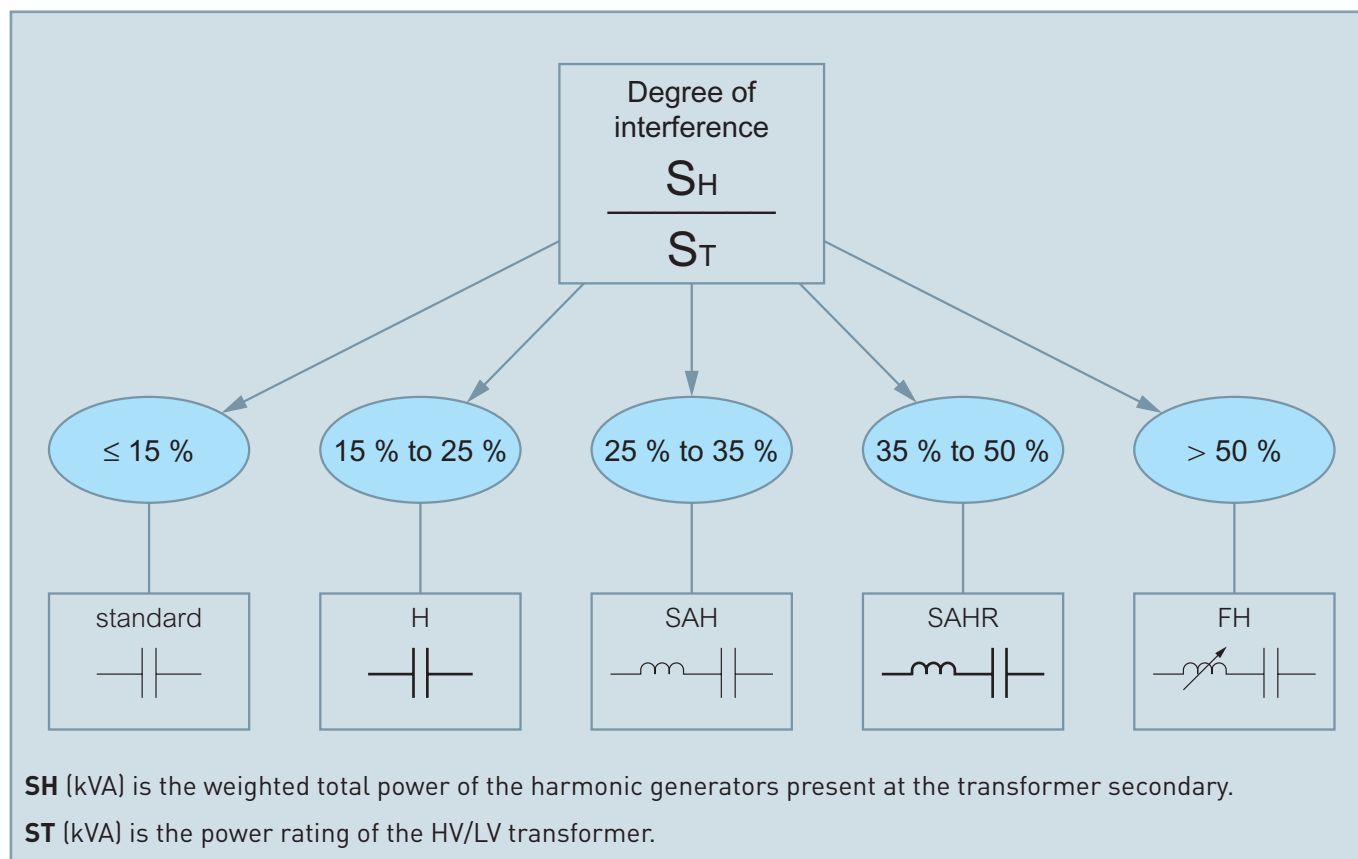 Degree of
interference
SH
ST
≤ 15 %
15 % to 25 %
25 % to 35 %
35 % to 50 %
> 50 %
standard
H
SAH
SAHR
FH
SH (kVA) is the weighted total power of the harmonic generators present at the transformer secondary.
ST (kVA) is the power rating of the HV/LV transformer.